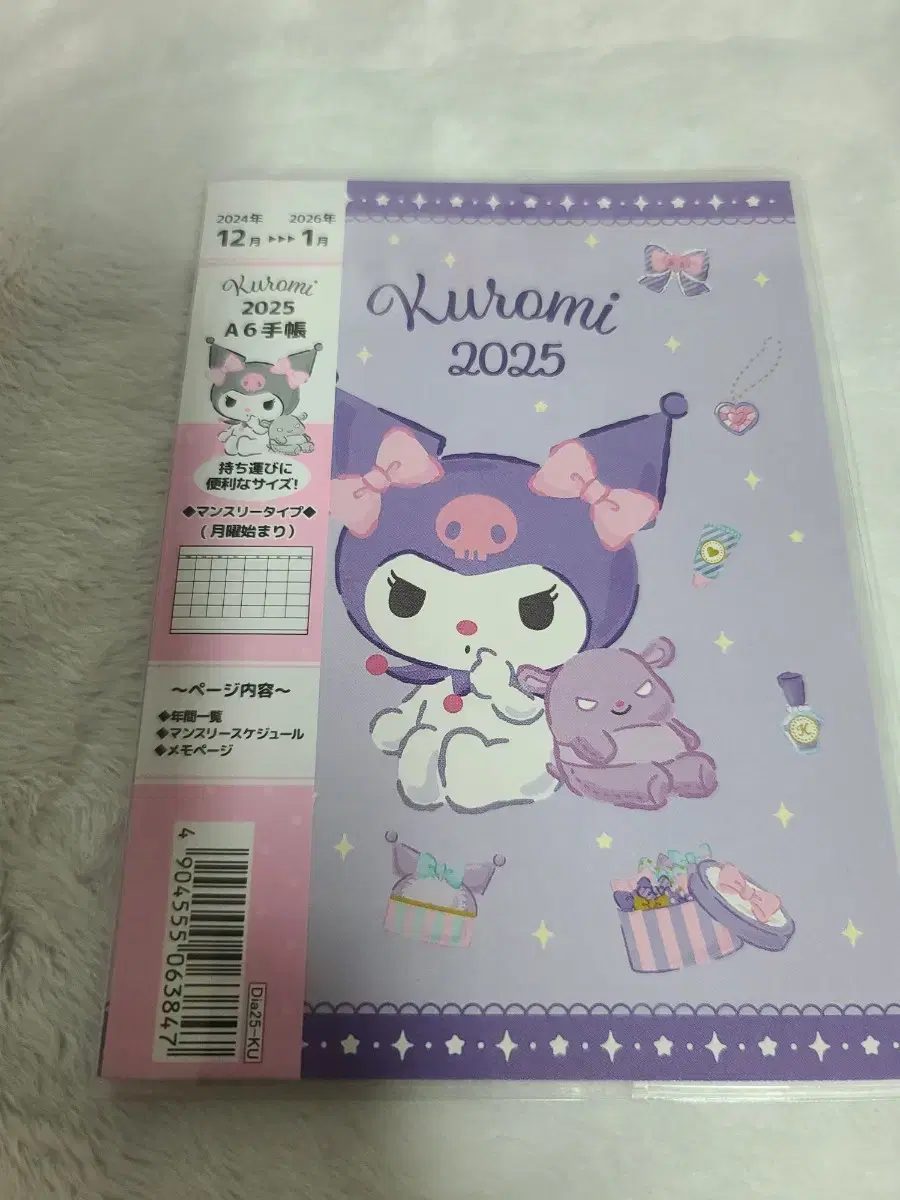 2024年 2026年
12月 ▸▸▸ 1月
Kuromi
2025
A6手帳
持ち運びに
便利なサイズ!
◆マンスリータイプ◆
(月曜始まり)
～ページ内容～
◆年間一覧
◆マンスリースケジュール
◆メモページ
4 904555 063847
Dia25-KU
Kuromi
2025
K